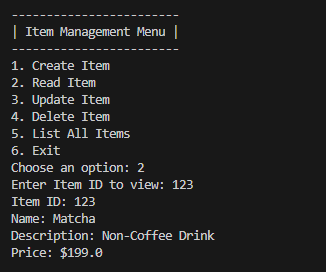 ------------------------
| Item Management Menu |
------------------------
1. Create Item
2. Read Item
3. Update Item
4. Delete Item
5. List All Items
6. Exit
Choose an option: 2
Enter Item ID to view: 123
Item ID: 123
Name: Matcha
Description: Non-Coffee Drink
Price: $199.0